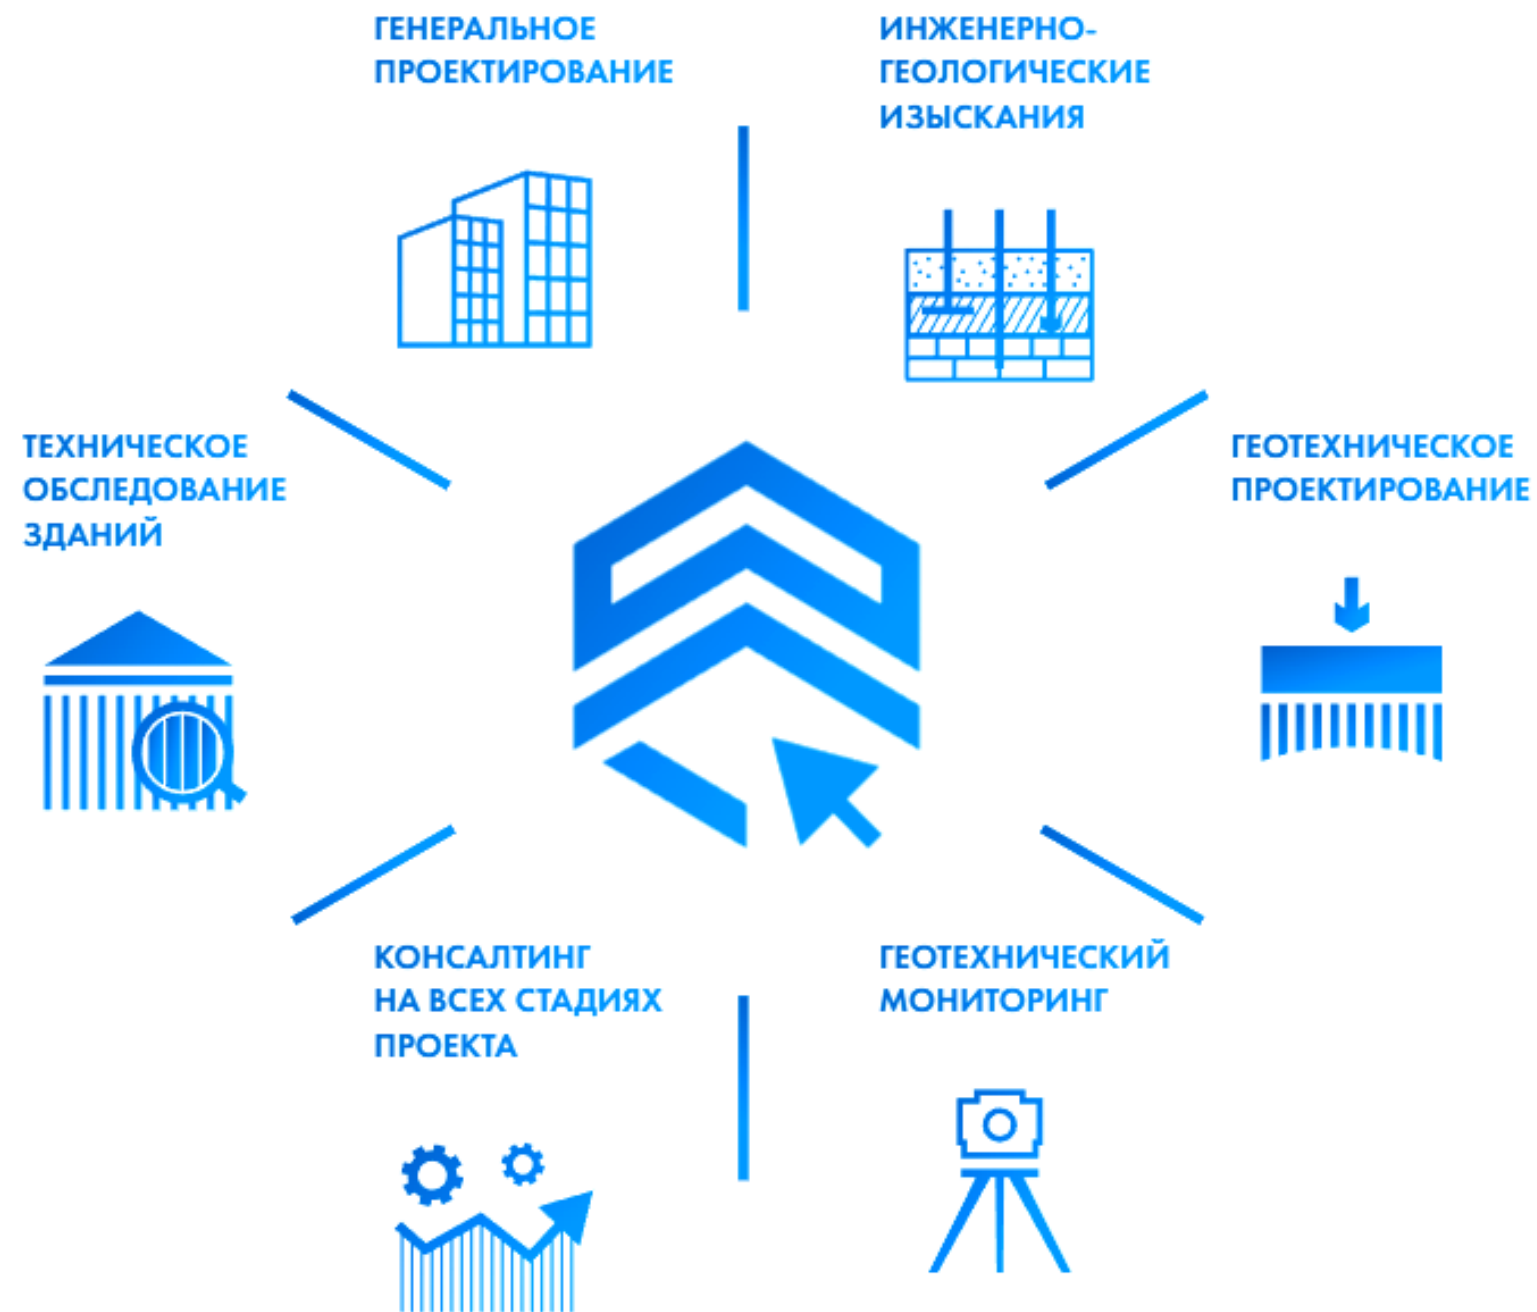 ГЕНЕРАЛЬНОЕ
ПРОЕКТИРОВАНИЕ
ИНЖЕНЕРНО-
ГЕОЛОГИЧЕСКИЕ
ИЗЫСКАНИЯ
ТЕХНИЧЕСКОЕ
ОБСЛЕДОВАНИЕ
ЗДАНИЙ
ГЕОТЕХНИЧЕСКОЕ
ПРОЕКТИРОВАНИЕ
КОНСАЛТИНГ
НА ВСЕХ СТАДИЯХ
ПРОЕКТА
ГЕОТЕХНИЧЕСКИЙ
МОНИТОРИНГ